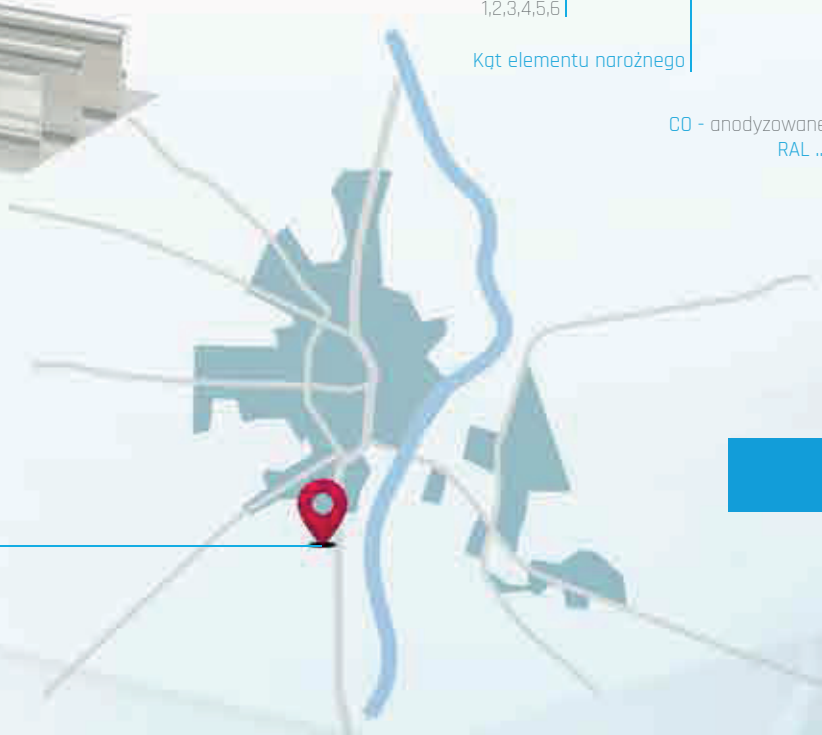 1,2,3,4,5,6
Kąt elementu narożnego
CO - anodyzowane
RAL ..